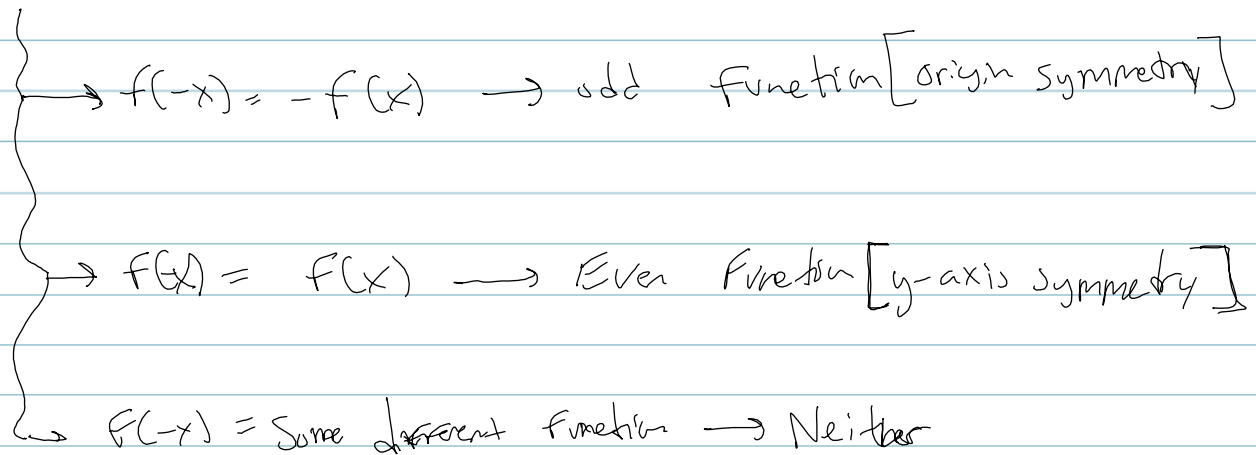 → f(-x) = - f(x) → odd function [origin symmetry]
→ f(-x) = f(x) → Even Function [y-axis symmetry]
→ F(-x) = Some different function → Neither